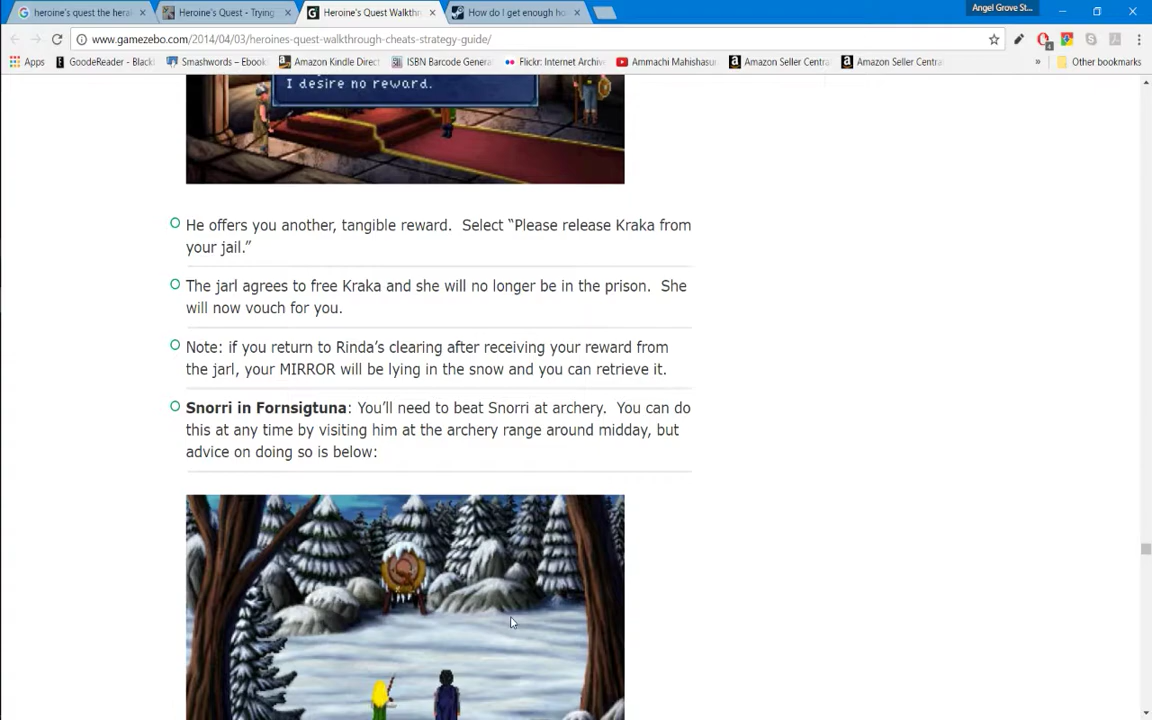 heroine's quest the hera
Heroine's Quest - Trying
Heroine's Quest Walkthr
How do I get enough ho
Angel Grove St...
www.gamezebo.com/2014/04/03/heroines-quest-walkthrough-cheats-strategy-guide/
Apps
GoodeReader - Black
Smashwords – Ebook
Amazon Kindle Direct
ISBN Barcode Genera
Flickr: Internet Archiv
Ammachi Mahishasu
Amazon Seller Centra
Amazon Seller Centra
»
Other bookmarks
I desire no reward.
He offers you another, tangible reward.  Select “Please release Kraka from
your jail.”
The jarl agrees to free Kraka and she will no longer be in the prison.  She
will now vouch for you.
Note: if you return to Rinda’s clearing after receiving your reward from
the jarl, your MIRROR will be lying in the snow and you can retrieve it.
Snorri in Fornsigtuna:  You’ll need to beat Snorri at archery.  You can do
this at any time by visiting him at the archery range around midday, but
advice on doing so is below: